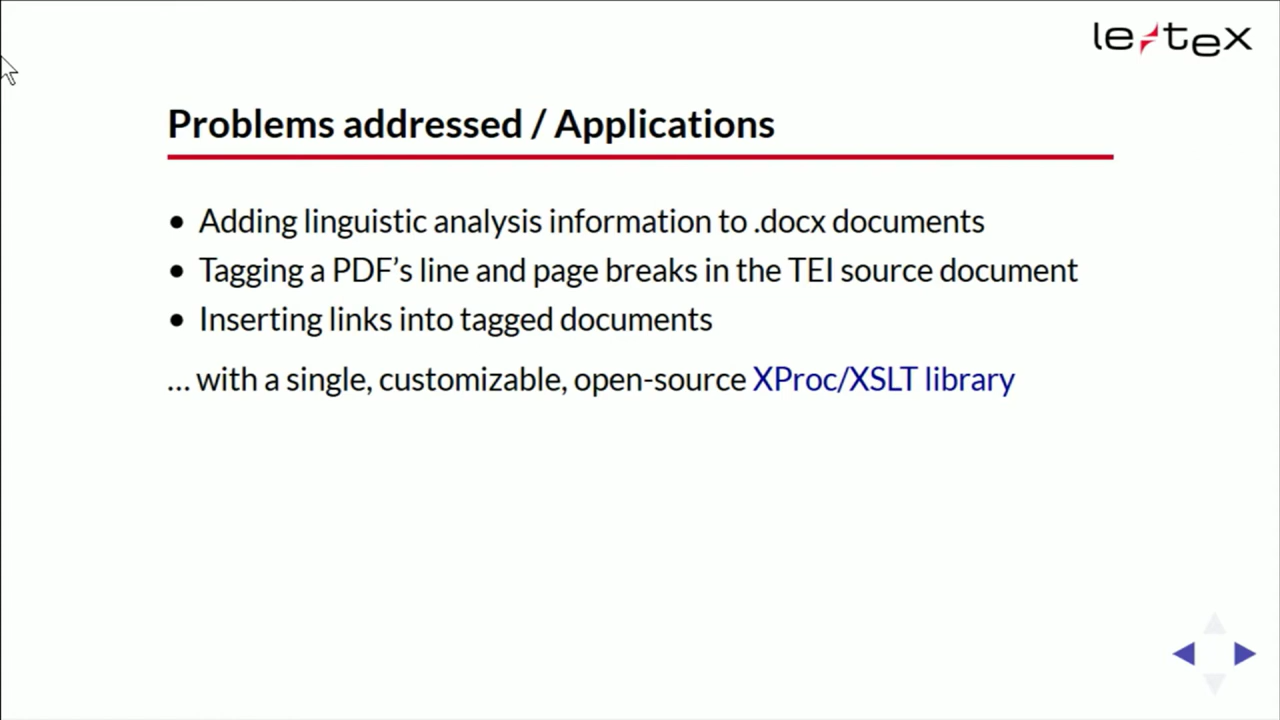 le-tex
Problems addressed / Applications
• Adding linguistic analysis information to .docx documents
• Tagging a PDF’s line and page breaks in the TEI source document
• Inserting links into tagged documents
… with a single, customizable, open-source XProc/XSLT library